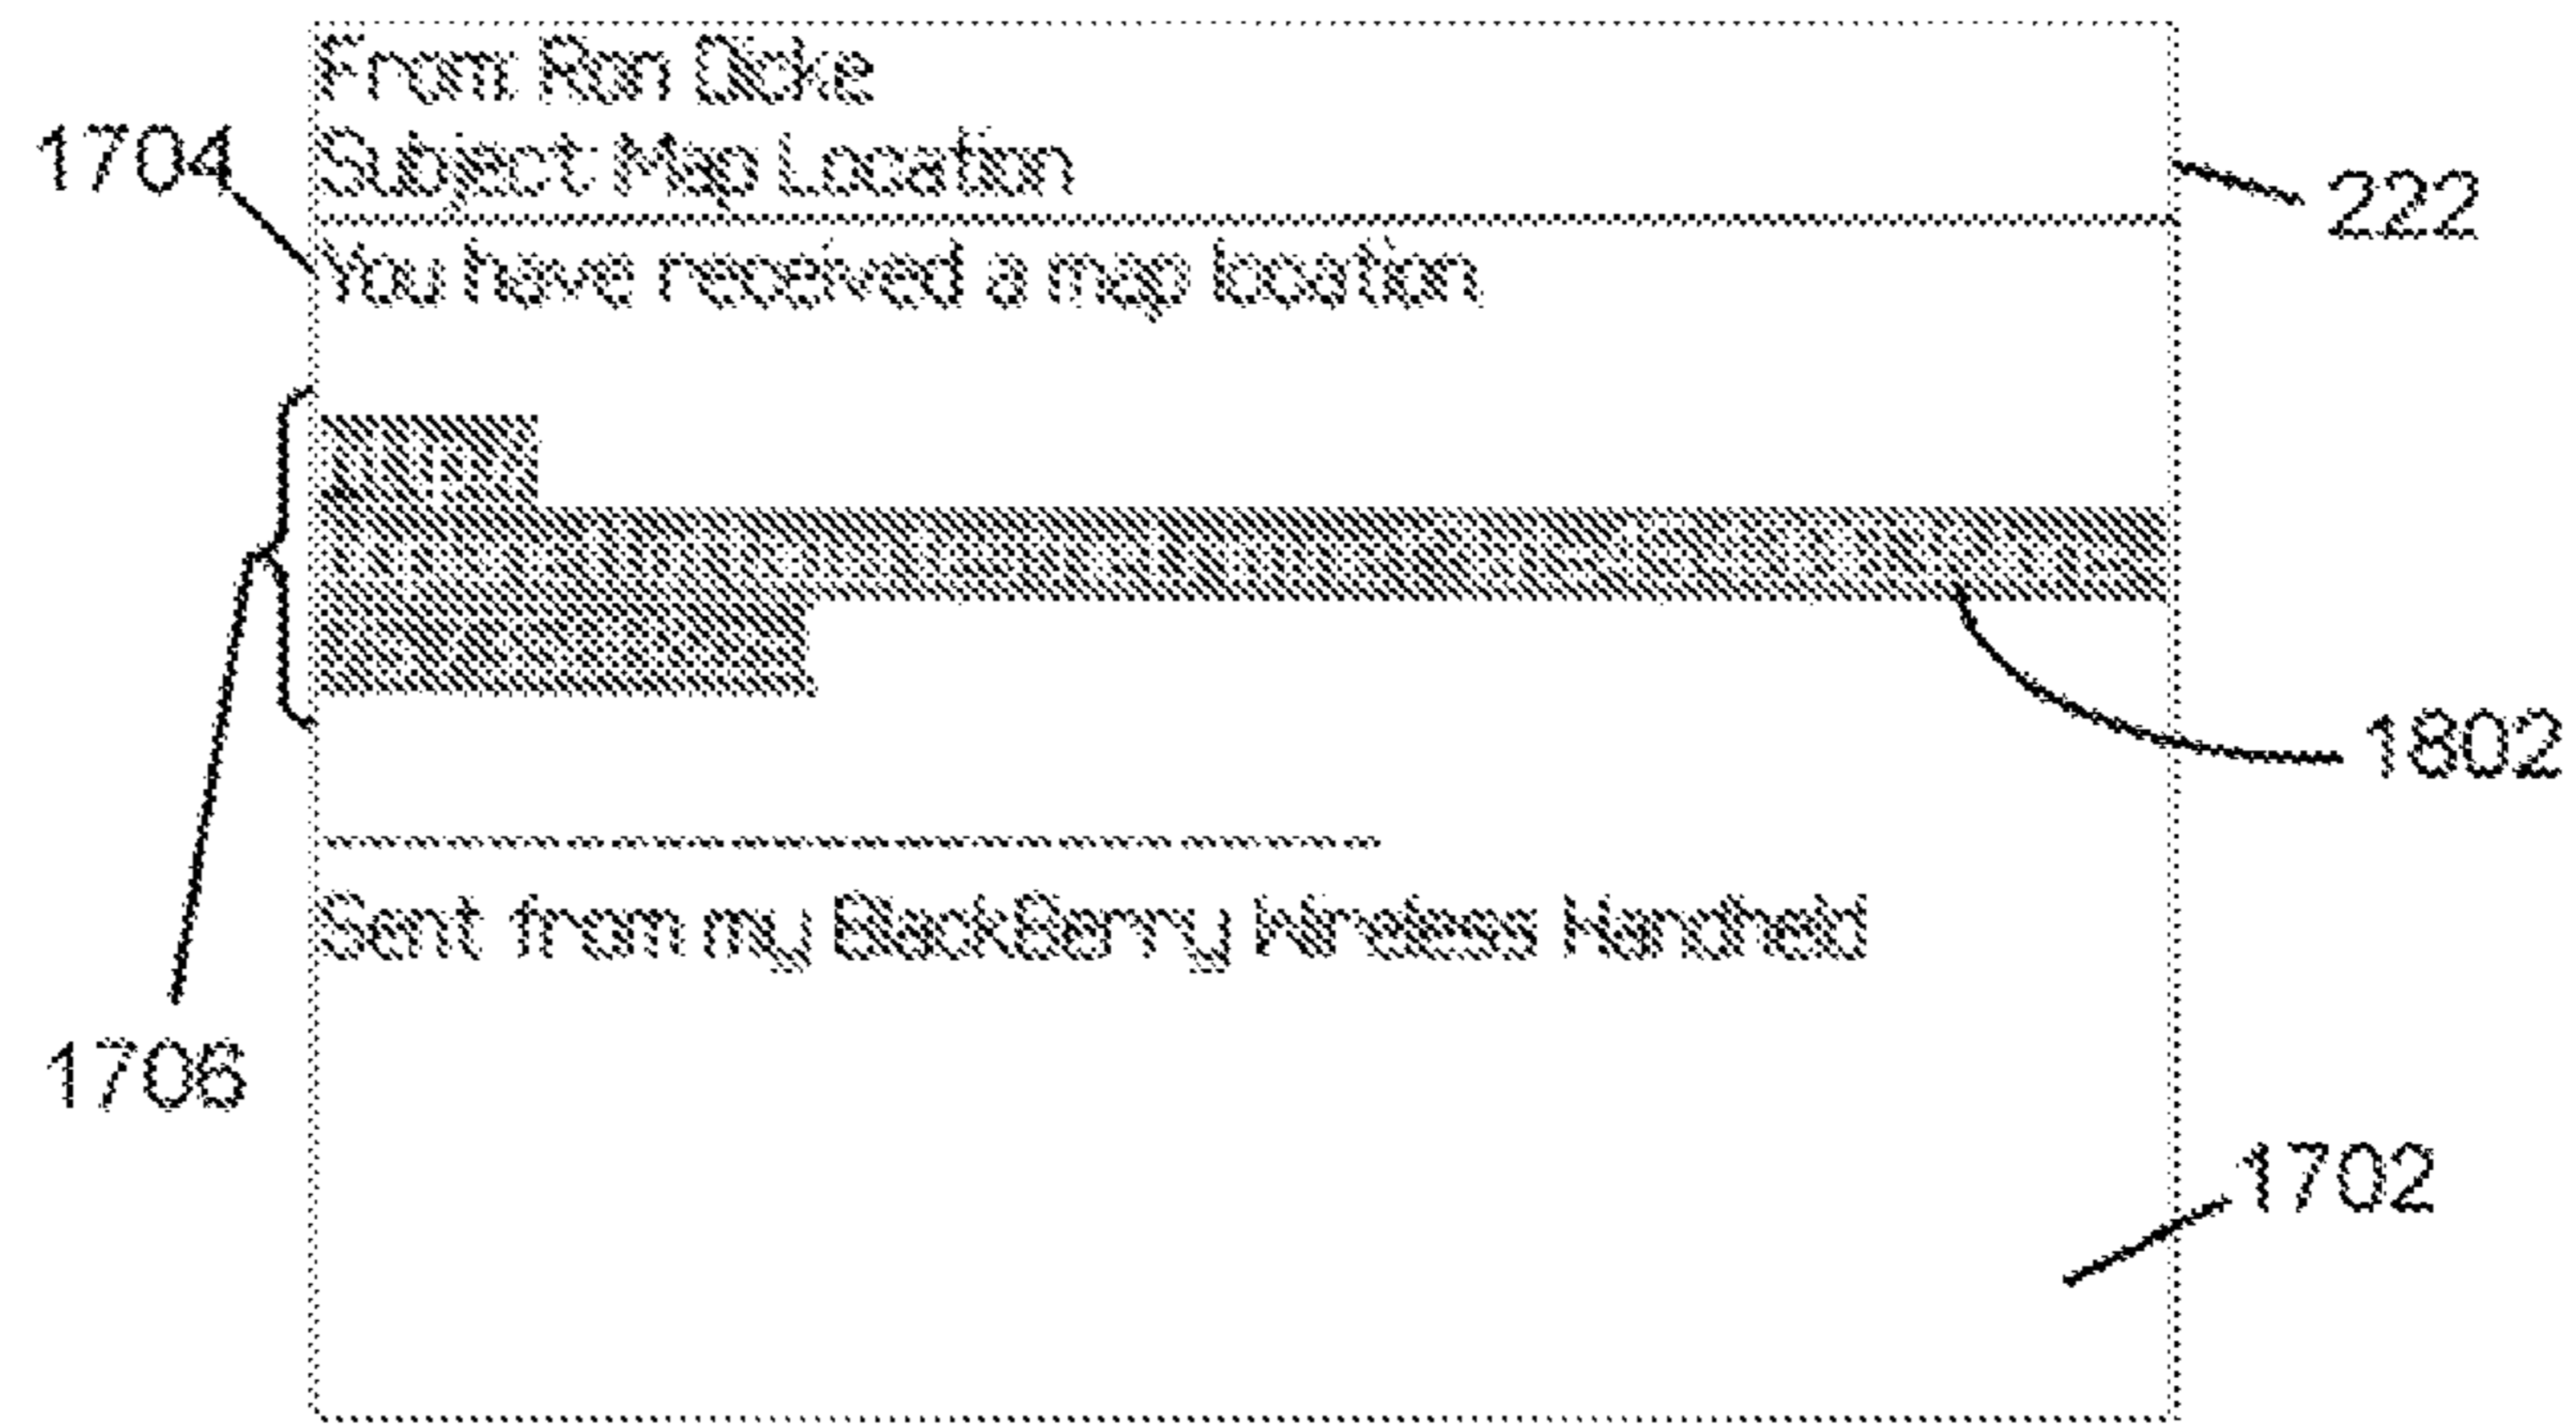 From: Ron Dicke
Subject: Map Location
1704
222
You have received a map location
1802
Sent from my BlackBerry Wireless Handheld
1706
1702